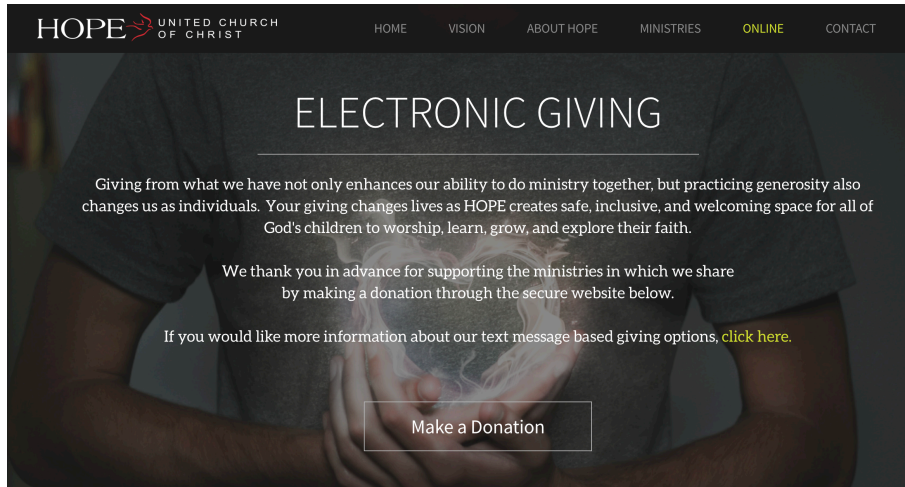 HOPE UNITED CHURCH
OF CHRIST
HOME VISION ABOUT HOPE MINISTRIES ONLINE CONTACT
ELECTRONIC GIVING
Giving from what we have not only enhances our ability to do ministry together, but practicing generosity also
changes us as individuals. Your giving changes lives as HOPE creates safe, inclusive, and welcoming space for all of
God's children to worship, learn, grow, and explore their faith.
We thank you in advance for supporting the ministries in which we share
by making a donation through the secure website below.
If you would like more information about our text message based giving options, click here.
Make a Donation